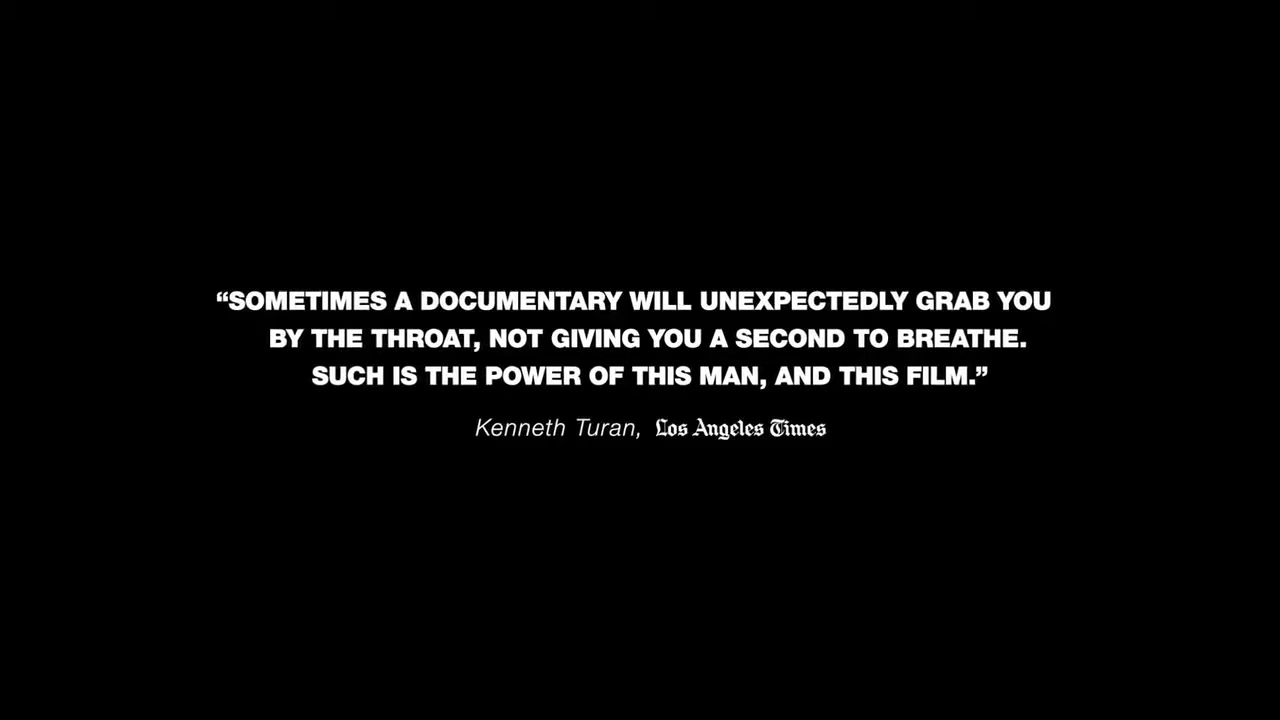 “SOMETIMES A DOCUMENTARY WILL UNEXPECTEDLY GRAB YOU
BY THE THROAT, NOT GIVING YOU A SECOND TO BREATHE.
SUCH IS THE POWER OF THIS MAN, AND THIS FILM.”
Kenneth Turan, Los Angeles Times